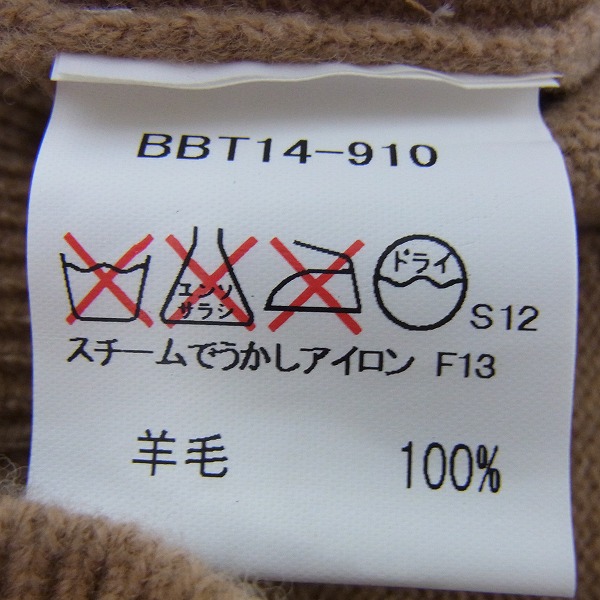 BBT14-910
エンソ
サラシ
ドライ
S12
スチームでうかしアイロン F13
羊毛 100%